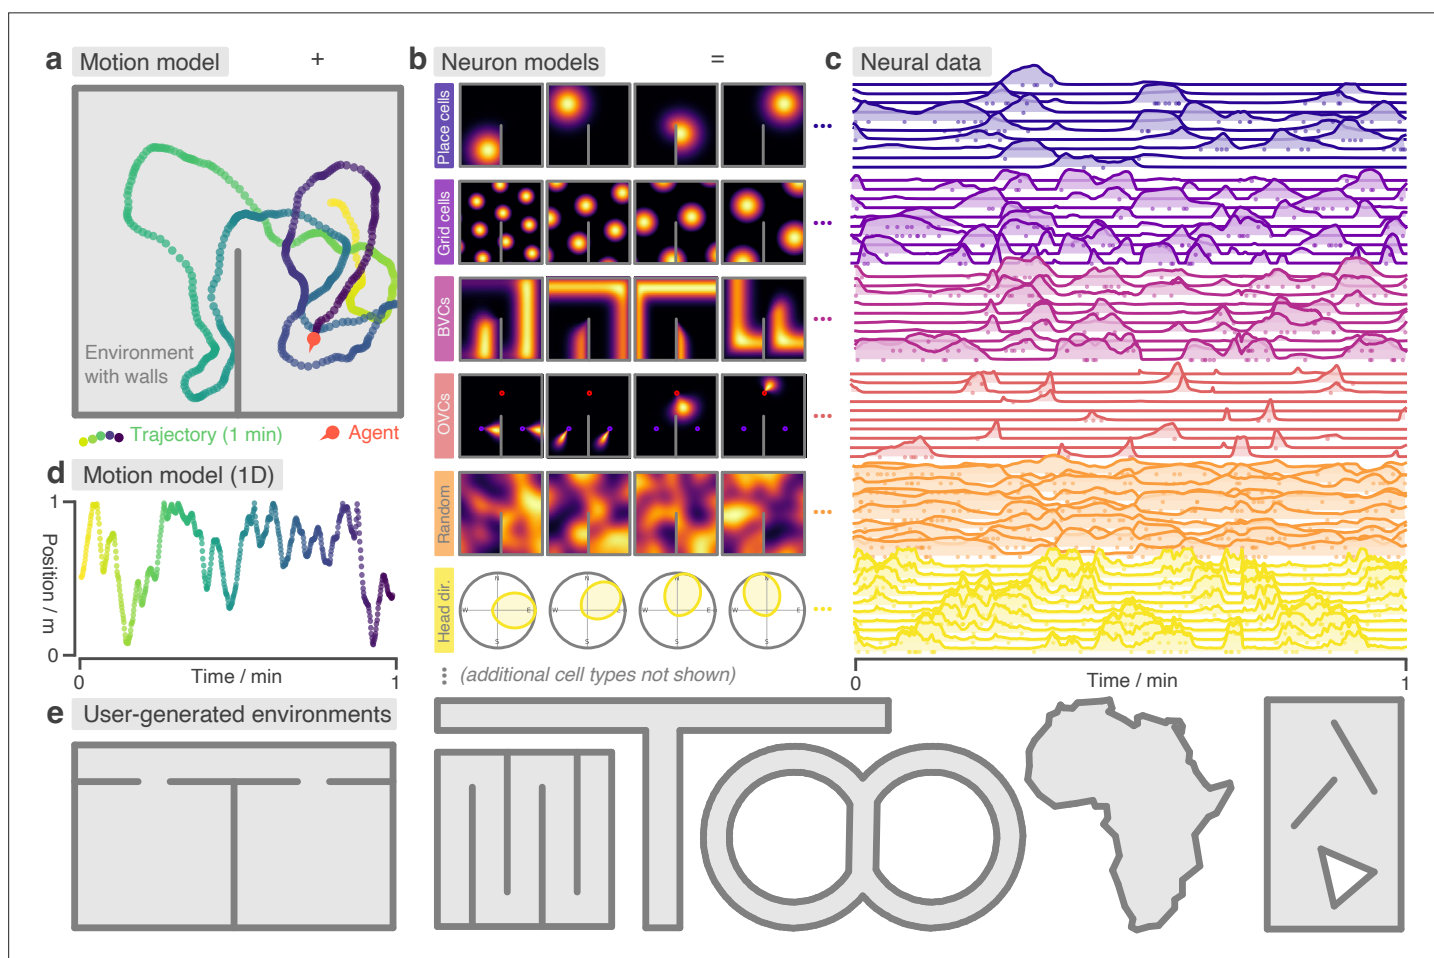 a Motion model +
Environment
with walls
Trajectory (1 min) Agent
b Neuron models =
Place cells
Grid cells
BVCs
OVCs
Random
Head dir.
N
W E
S
N
W E
S
N
W E
S
N
W E
S
(additional cell types not shown)
c Neural data
0 1
Time / min
d Motion model (1D)
1
Position / m
0
0 1
Time / min
e User-generated environments